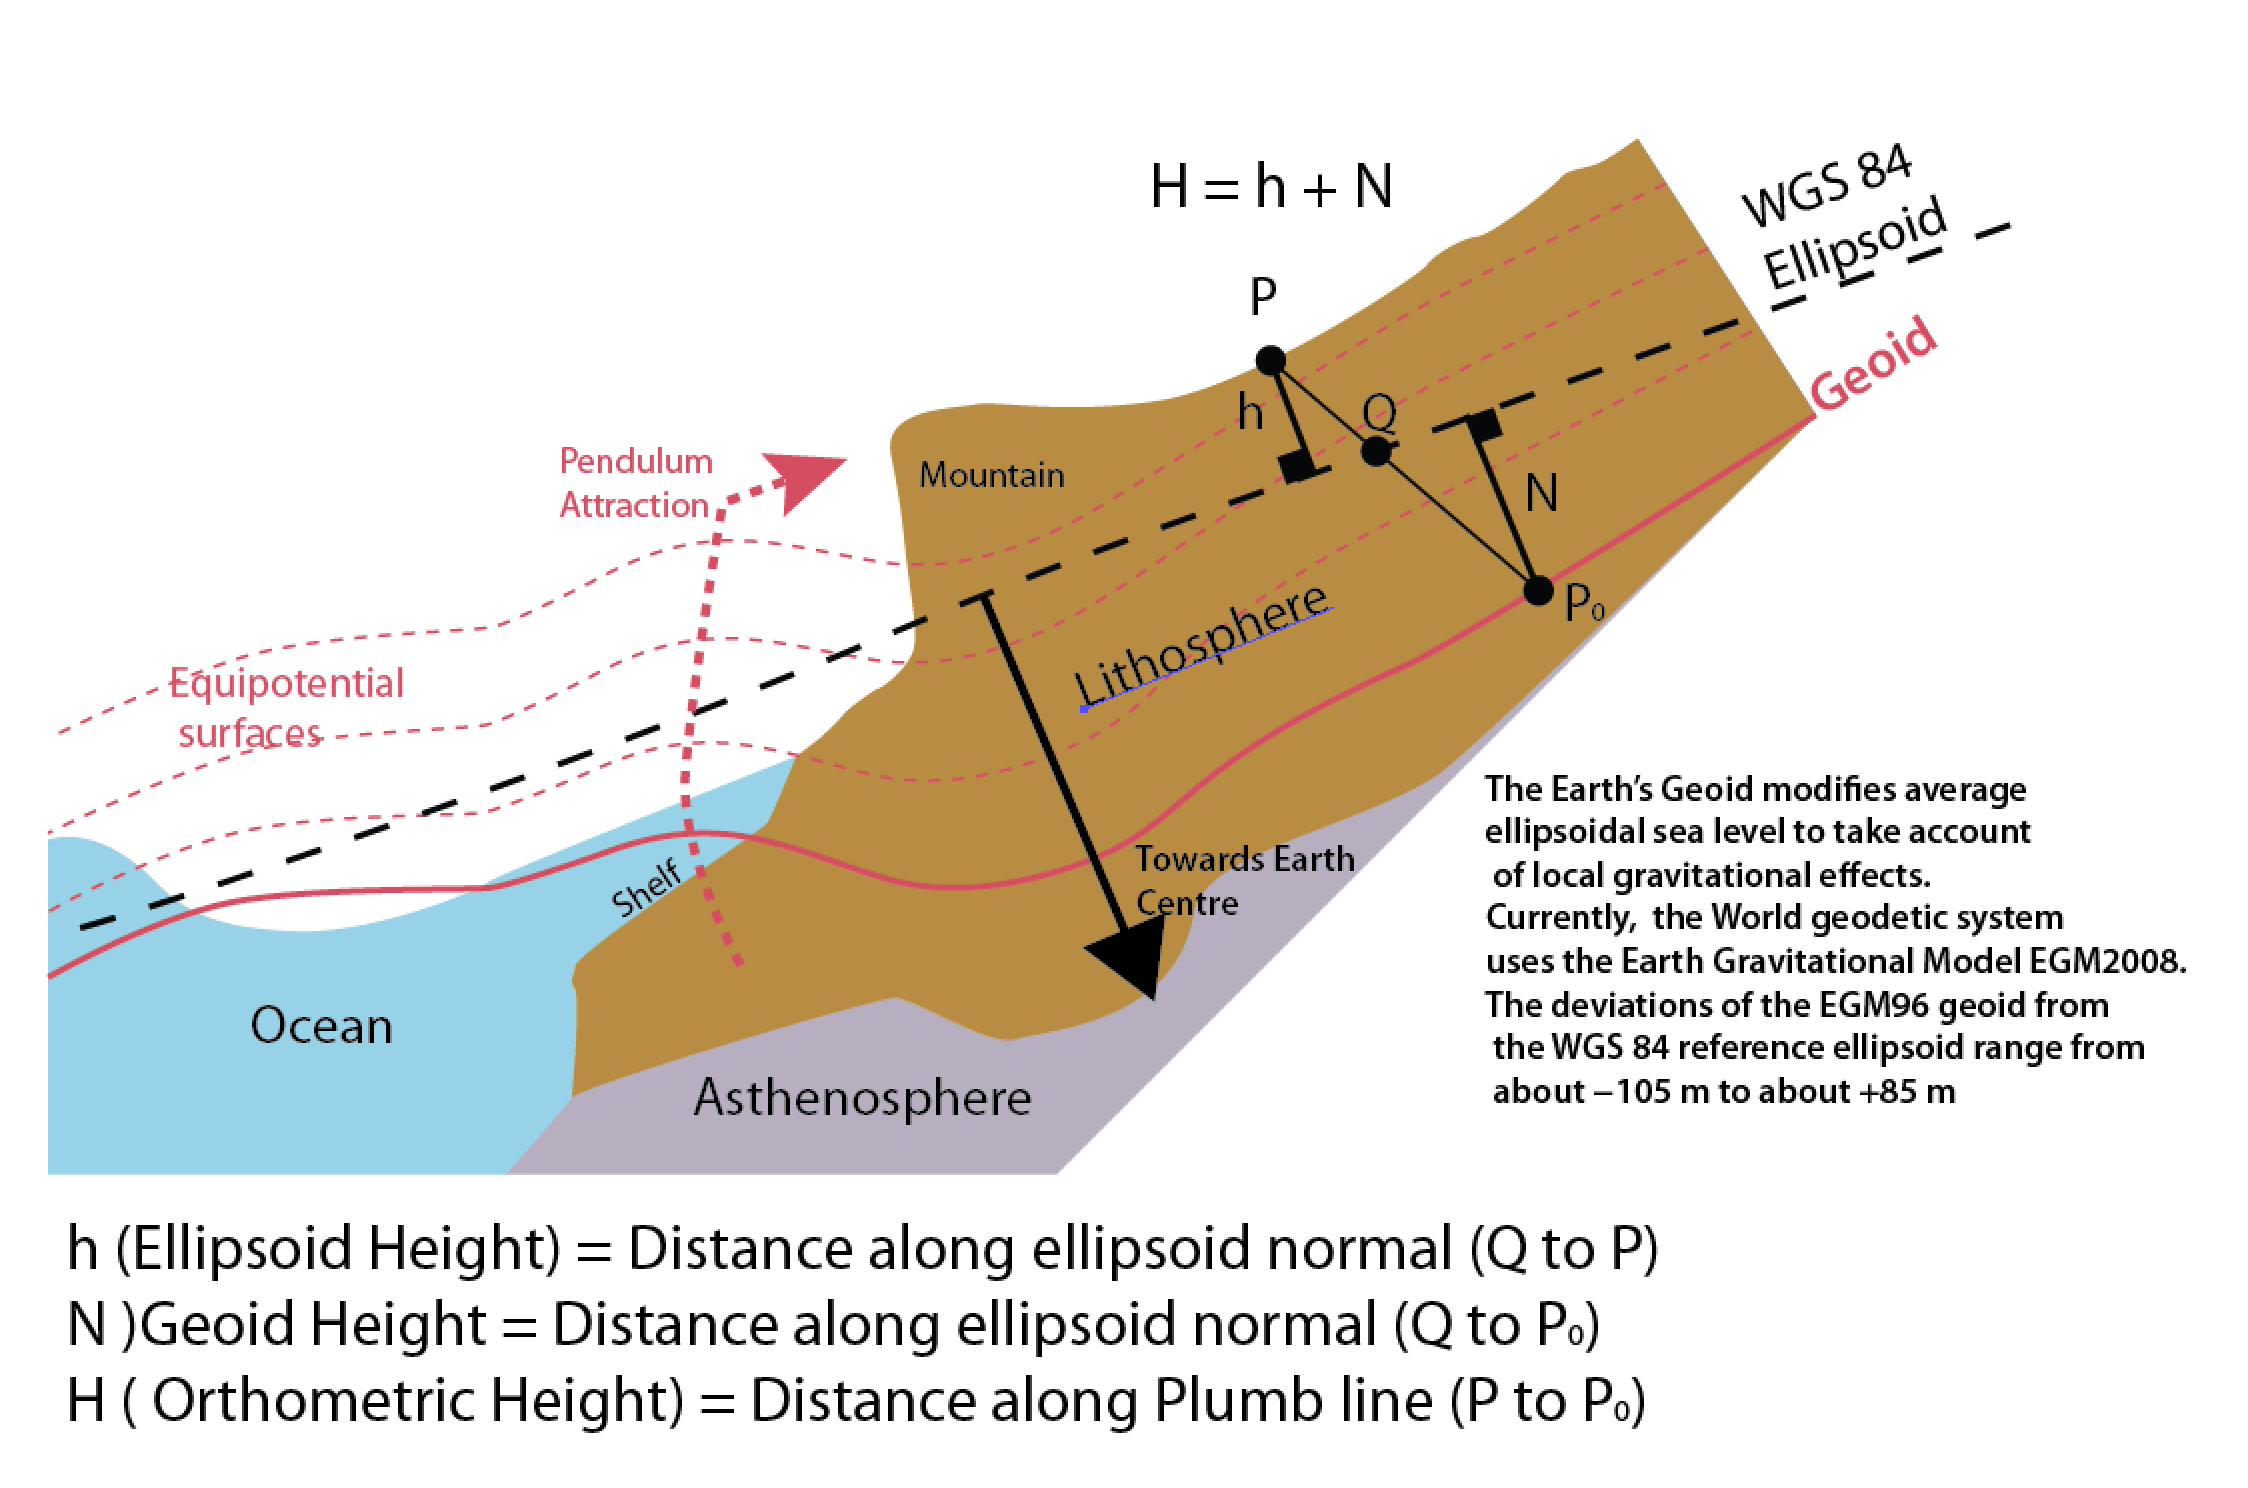 H = h + N
WGS 84
Ellipsoid
Geoid
P
h
Q
N
P₀
Pendulum
Attraction
Mountain
Lithosphere
Equipotential
surfaces
Shelf
Towards Earth
Centre
Ocean
Asthenosphere
The Earth's Geoid modifies average
ellipsoidal sea level to take account
of local gravitational effects.
Currently, the World geodetic system
uses the Earth Gravitational Model EGM2008.
The deviations of the EGM96 geoid from
the WGS 84 reference ellipsoid range from
about −105 m to about +85 m
h (Ellipsoid Height) = Distance along ellipsoid normal (Q to P)
N )Geoid Height = Distance along ellipsoid normal (Q to P₀)
H ( Orthometric Height) = Distance along Plumb line (P to P₀)